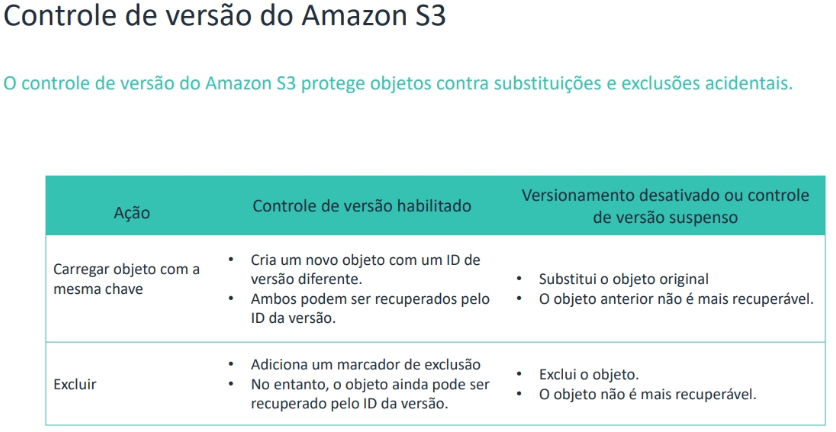 Controle de versão do Amazon S3
O controle de versão do Amazon S3 protege objetos contra substituições e exclusões acidentais.
Ação
Controle de versão habilitado
Versionamento desativado ou controle
de versão suspenso
Carregar objeto com a
mesma chave
• Cria um novo objeto com um ID de
versão diferente.
• Ambos podem ser recuperados pelo
ID da versão.
• Substitui o objeto original
• O objeto anterior não é mais recuperável.
Excluir
• Adiciona um marcador de exclusão
• No entanto, o objeto ainda pode ser
recuperado pelo ID da versão.
• Exclui o objeto.
• O objeto não é mais recuperável.